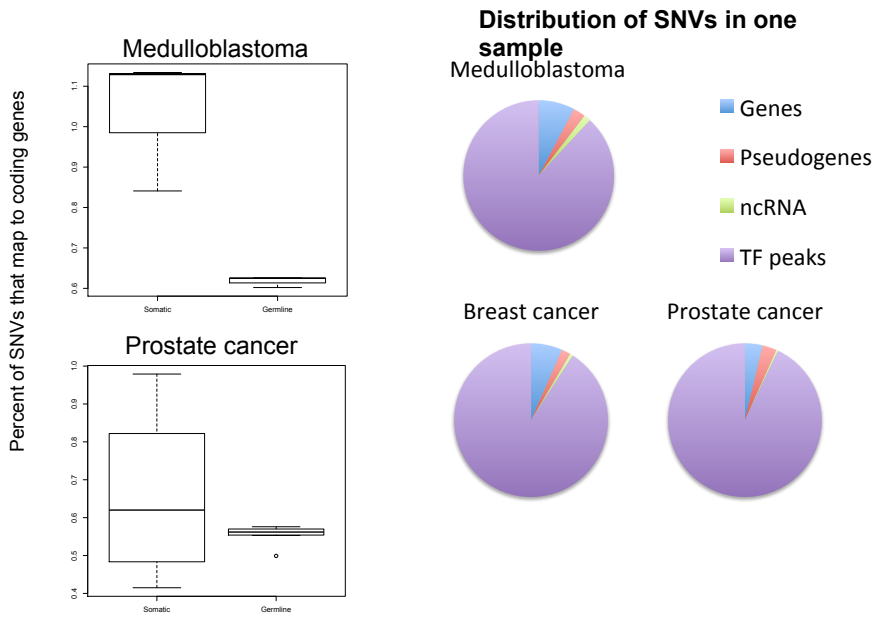 Percent of SNVs that map to coding genes
Medulloblastoma
1.1
1.0
0.9
0.8
0.7
0.6
Somatic
Germline
Prostate cancer
1.0
0.9
0.8
0.7
0.6
0.5
0.4
Somatic
Germline
Distribution of SNVs in one
sample
Medulloblastoma
Genes
Pseudogenes
ncRNA
TF peaks
Breast cancer
Prostate cancer